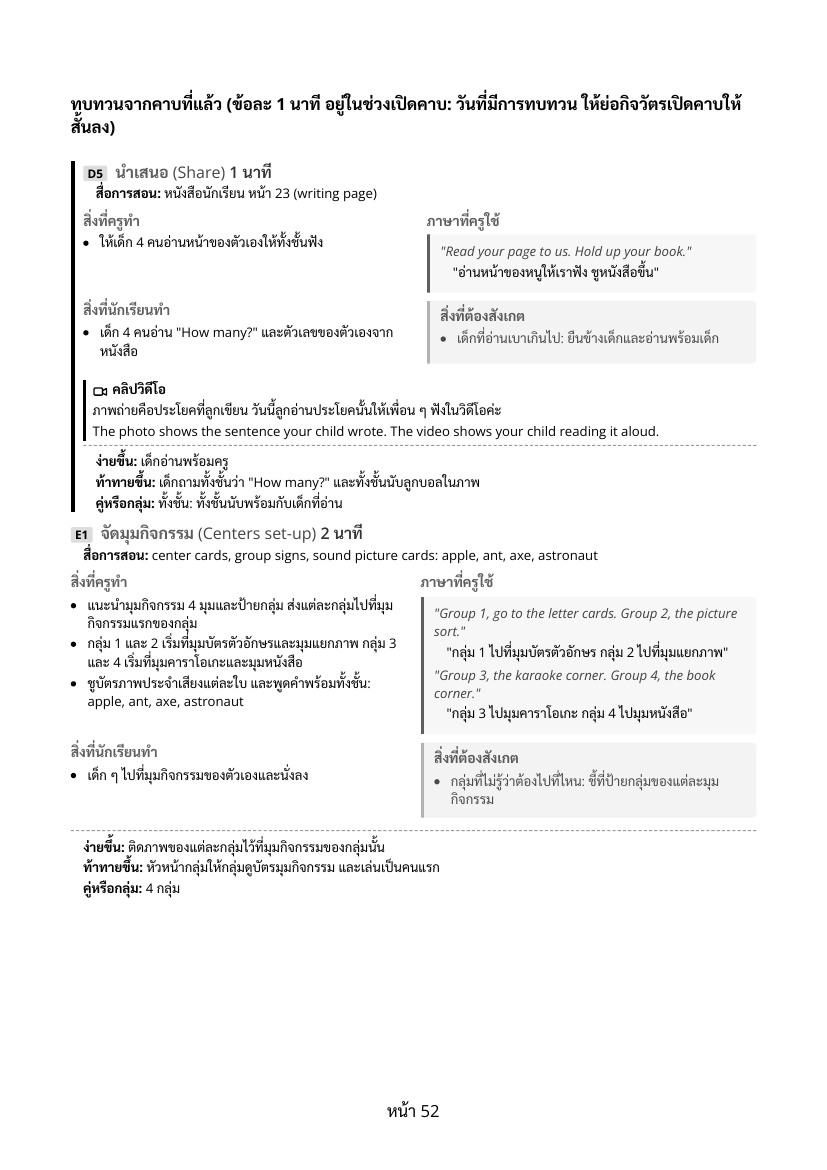 ทบทวนจากคาบที่แล้ว (ข้อละ 1 นาที อยู่ในช่วงเปิดคาบ: วันที่มีการทบทวน ให้ย่อกิจวัตรเปิดคาบให้
สั้นลง)
D5 นำเสนอ (Share) 1 นาที
สื่อการสอน: หนังสือนักเรียน หน้า 23 (writing page)
สิ่งที่ครูทำ
ให้เด็ก 4 คนอ่านหน้าของตัวเองให้ทั้งชั้นฟัง
ภาษาที่ครูใช้
"Read your page to us. Hold up your book."
"อ่านหน้าของหนูให้เราฟัง ชูหนังสือขึ้น"
สิ่งที่นักเรียนทำ
เด็ก 4 คนอ่าน "How many?" และตัวเลขของตัวเองจาก
หนังสือ
สิ่งที่ต้องสังเกต
เด็กที่อ่านเบาเกินไป: ยืนข้างเด็กและอ่านพร้อมเด็ก
คลิปวิดีโอ
ภาพถ่ายคือประโยคที่ลูกเขียน วันนี้ลูกอ่านประโยคนั้นให้เพื่อน ๆ ฟังในวิดีโอค่ะ
The photo shows the sentence your child wrote. The video shows your child reading it aloud.
ง่ายขึ้น: เด็กอ่านพร้อมครู
ท้าทายขึ้น: เด็กถามทั้งชั้นว่า "How many?" และทั้งชั้นนับลูกบอลในภาพ
คู่หรือกลุ่ม: ทั้งชั้น: ทั้งชั้นนับพร้อมกับเด็กที่อ่าน
E1 จัดมุมกิจกรรม (Centers set-up) 2 นาที
สื่อการสอน: center cards, group signs, sound picture cards: apple, ant, axe, astronaut
สิ่งที่ครูทำ
แนะนำมุมกิจกรรม 4 มุมและป้ายกลุ่ม ส่งแต่ละกลุ่มไปที่มุม
กิจกรรมแรกของกลุ่ม
กลุ่ม 1 และ 2 เริ่มที่มุมบัตรตัวอักษรและมุมแยกภาพ กลุ่ม 3
และ 4 เริ่มที่มุมคาราโอเกะและมุมหนังสือ
ชูบัตรภาพประจำเสียงแต่ละใบ และพูดคำพร้อมทั้งชั้น:
apple, ant, axe, astronaut
ภาษาที่ครูใช้
"Group 1, go to the letter cards. Group 2, the picture
sort."
"กลุ่ม 1 ไปที่มุมบัตรตัวอักษร กลุ่ม 2 ไปที่มุมแยกภาพ"
"Group 3, the karaoke corner. Group 4, the book
corner."
"กลุ่ม 3 ไปมุมคาราโอเกะ กลุ่ม 4 ไปมุมหนังสือ"
สิ่งที่นักเรียนทำ
เด็ก ๆ ไปที่มุมกิจกรรมของตัวเองและนั่งลง
สิ่งที่ต้องสังเกต
กลุ่มที่ไม่รู้ว่าต้องไปที่ไหน: ชี้ที่ป้ายกลุ่มของแต่ละมุม
กิจกรรม
ง่ายขึ้น: ติดภาพของแต่ละกลุ่มไว้ที่มุมกิจกรรมของกลุ่มนั้น
ท้าทายขึ้น: หัวหน้ากลุ่มให้กลุ่มดูบัตรมุมกิจกรรม และเล่นเป็นคนแรก
คู่หรือกลุ่ม: 4 กลุ่ม
หน้า 52